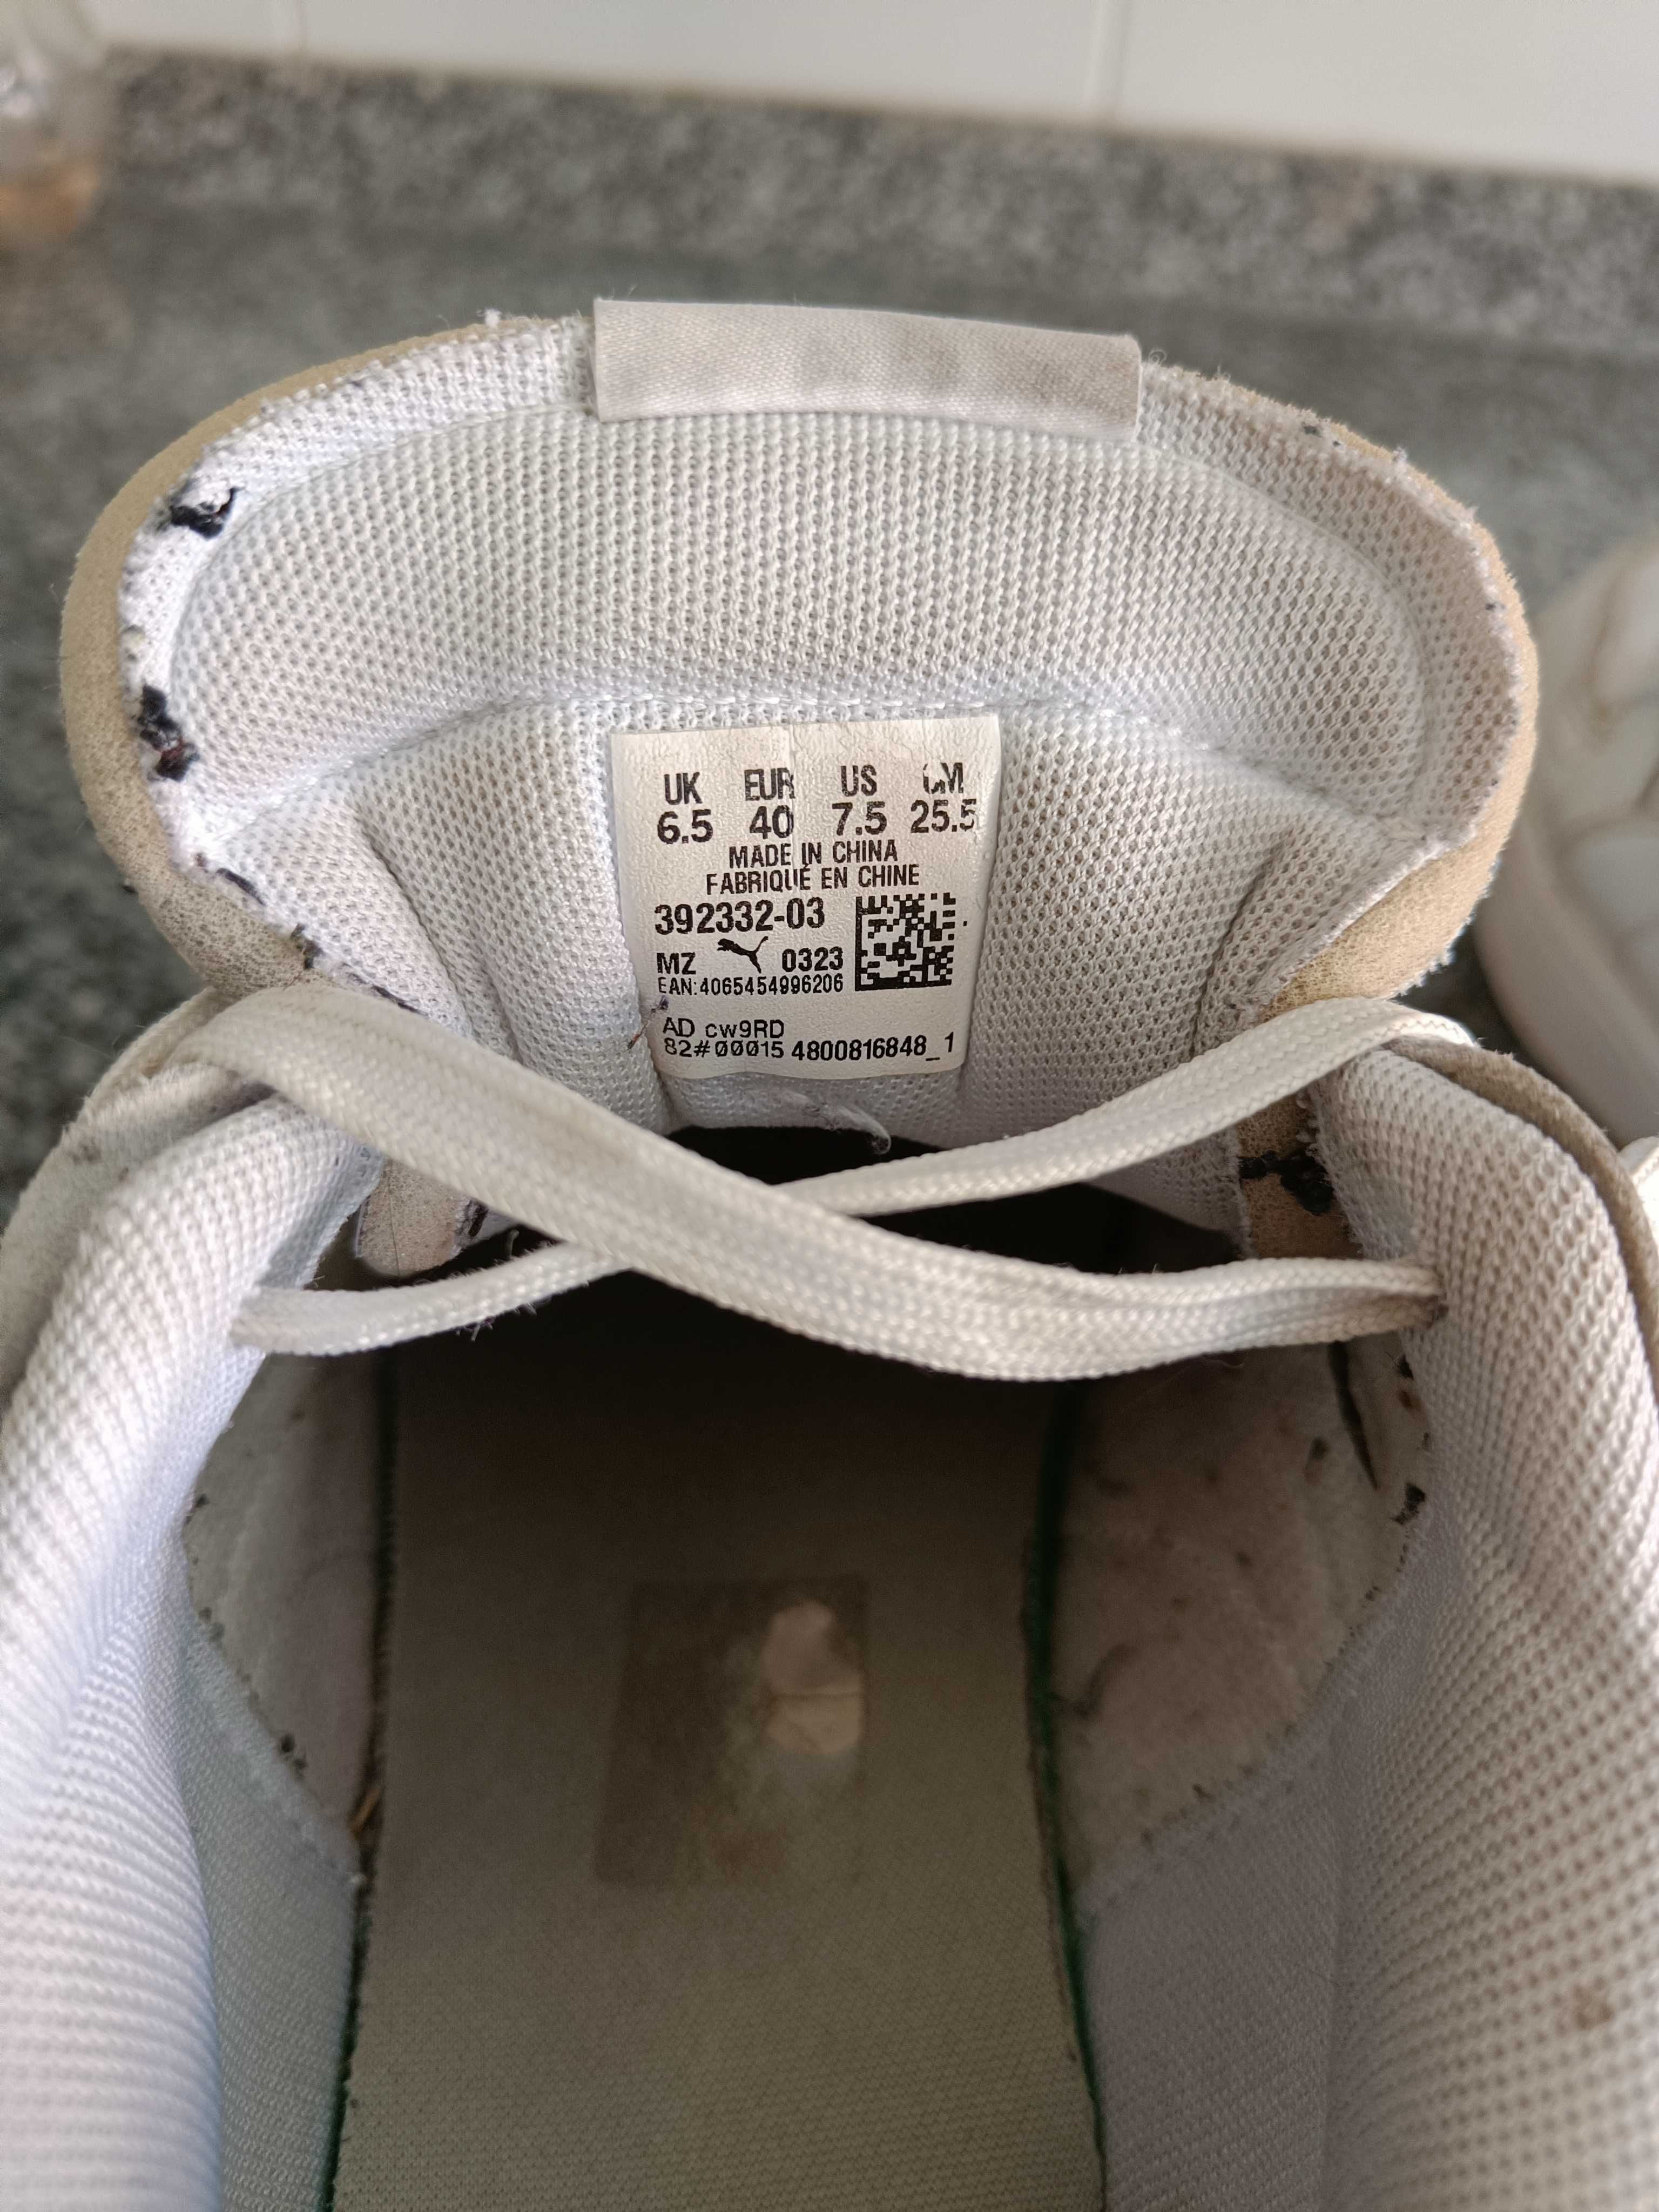 UK EUR US CM
6.5 40 7.5 25.5
MADE IN CHINA
FABRIQUÉ EN CHINE
392332-03
MZ 0323
EAN:4065454996206
AD cw9RD
82#00015 4800816848_1